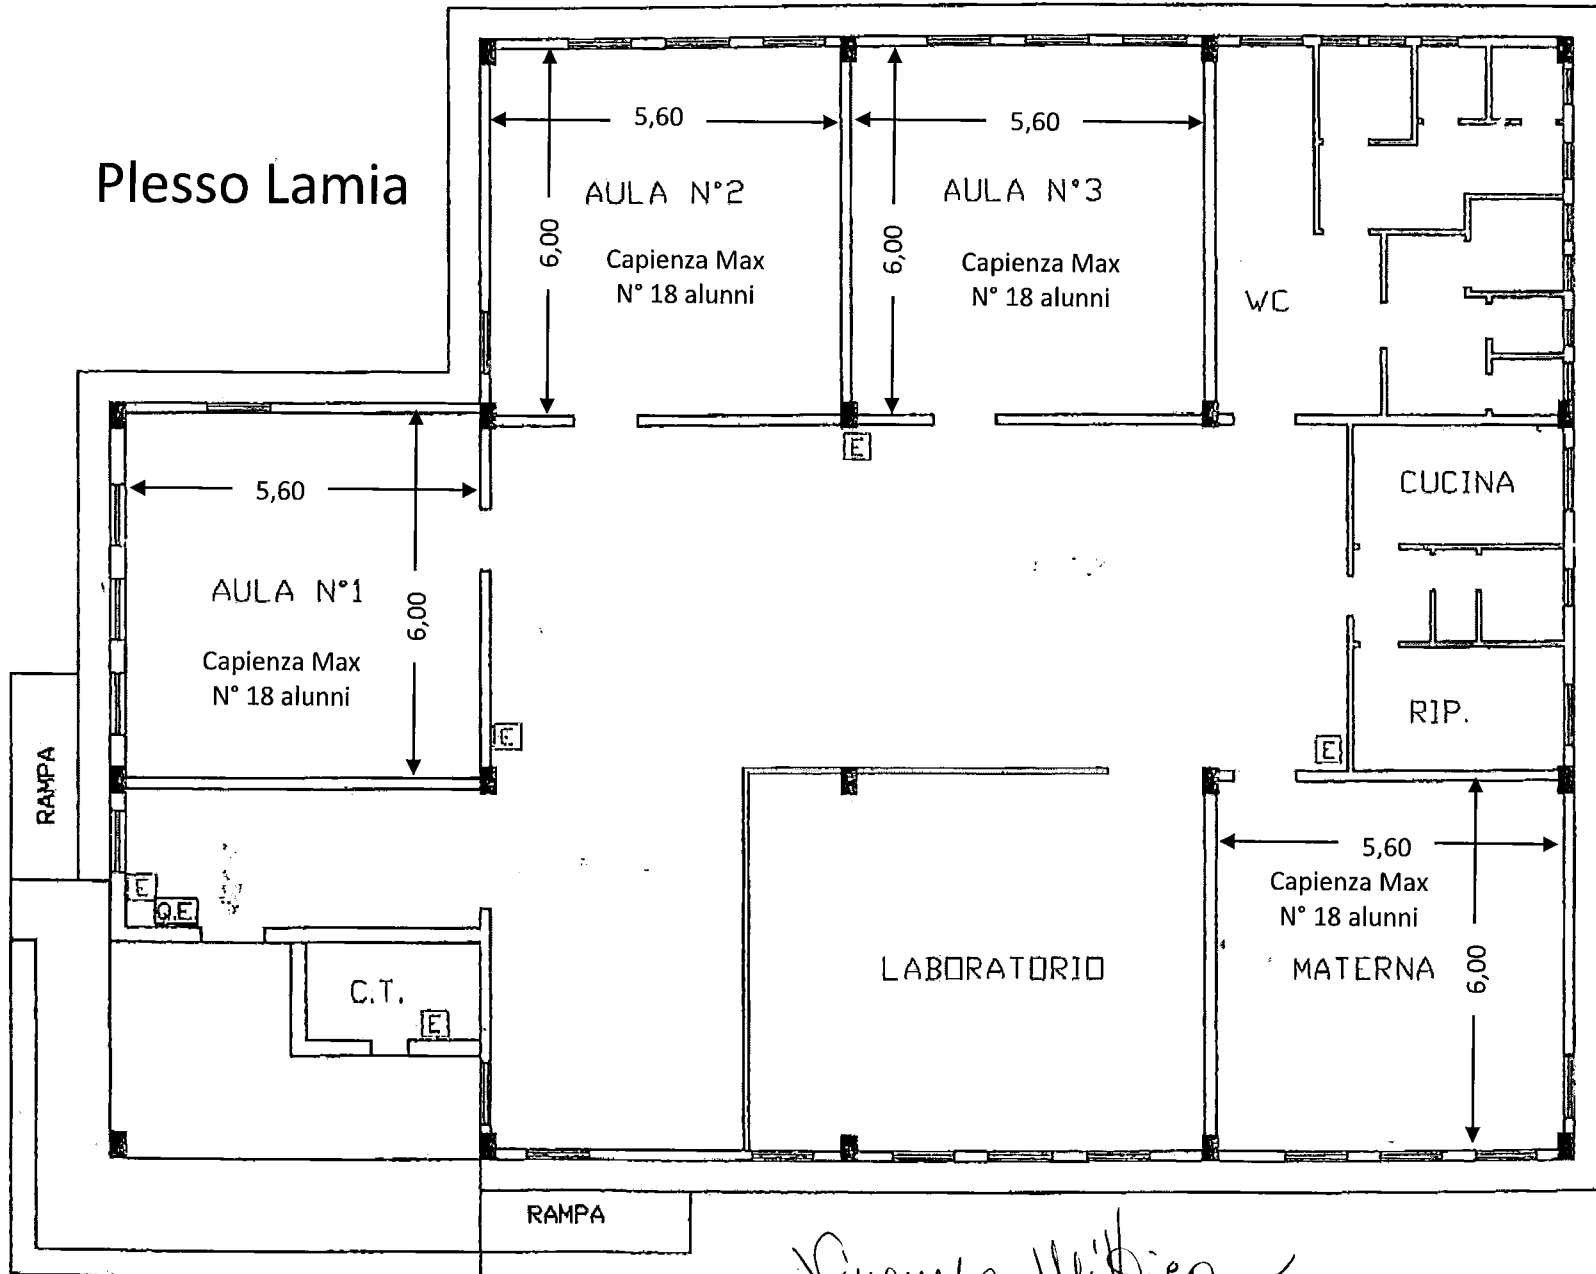 Plesso Lamia
5,60
6,00
AULA N°2
Capienza Max
N° 18 alunni
5,60
6,00
AULA N°3
Capienza Max
N° 18 alunni
WC
E
5,60
6,00
AULA N°1
Capienza Max
N° 18 alunni
E
CUCINA
RIP.
E
RAMPA
E
Q.E.
C.T.
E
LABORATORIO
5,60
Capienza Max
N° 18 alunni
MATERNA
6,00
RAMPA